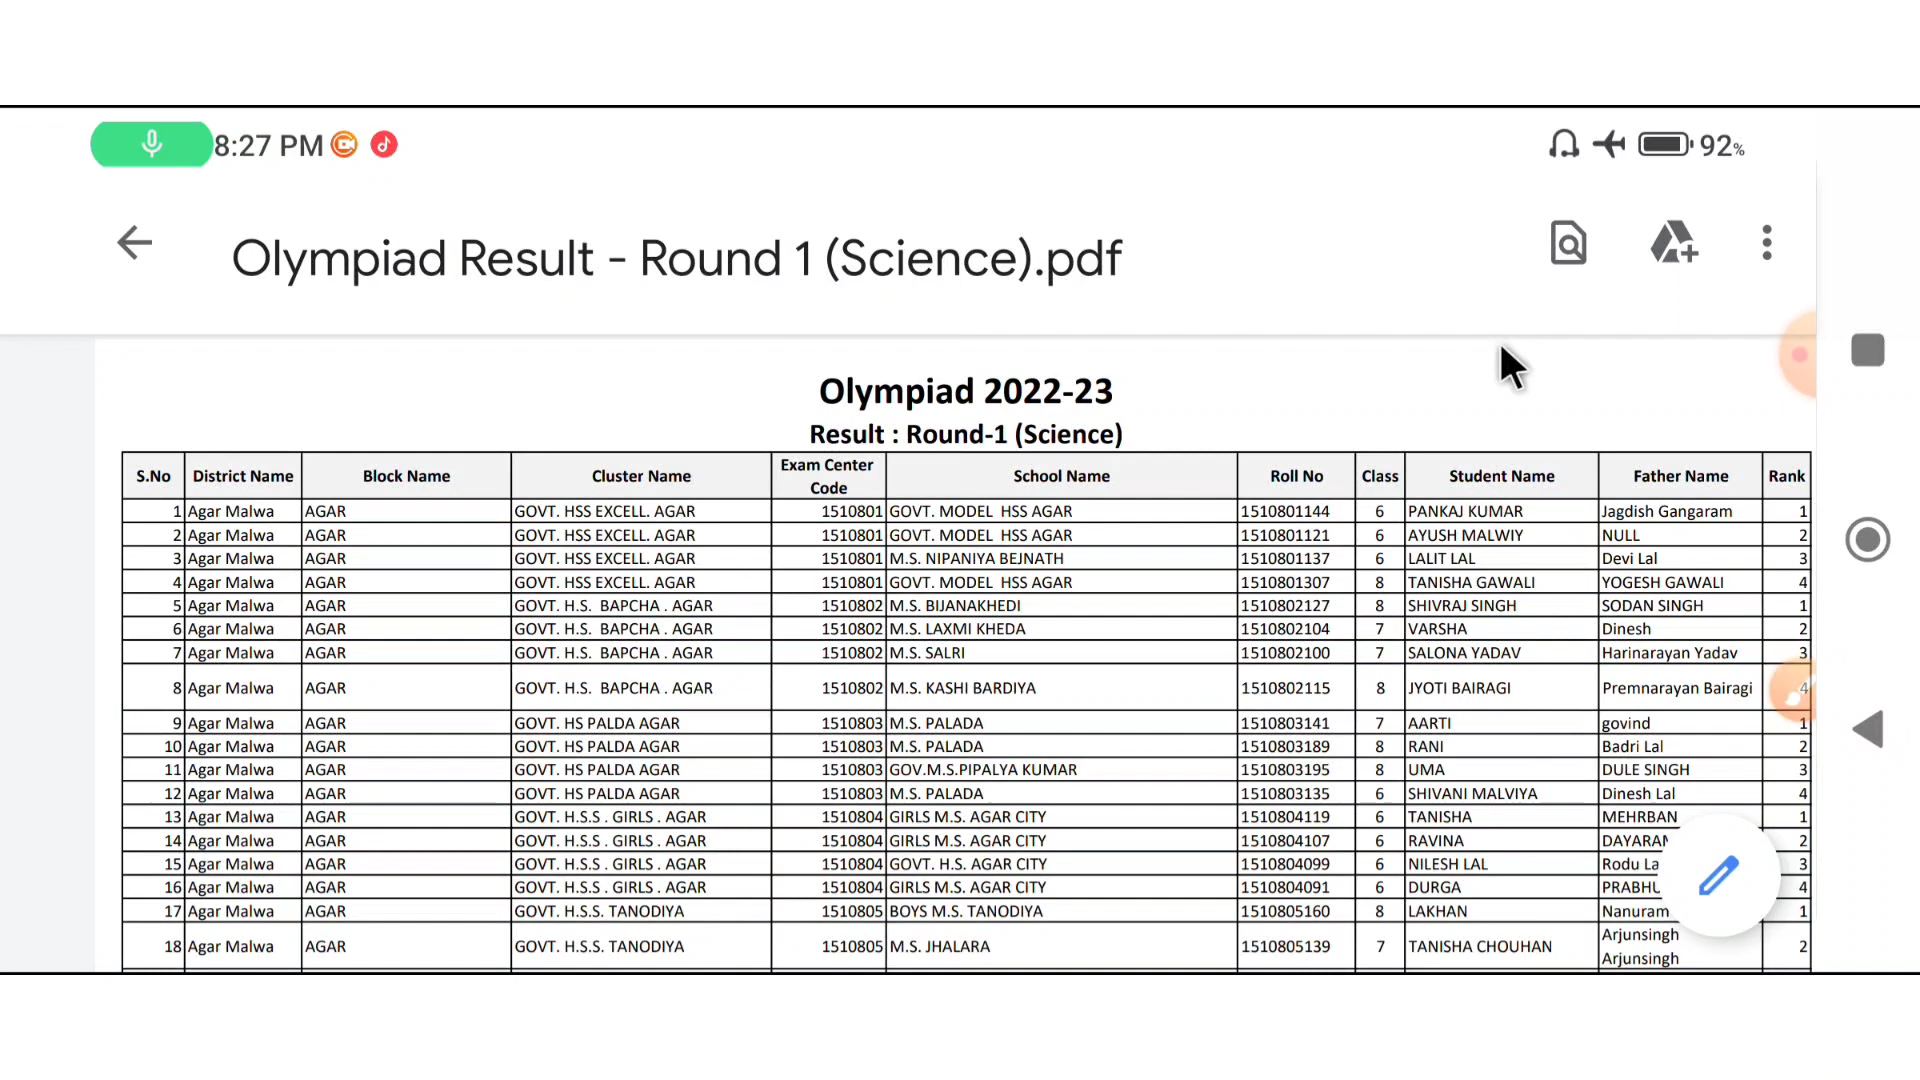 8:27 PM
92%
Olympiad Result - Round 1 (Science).pdf
Olympiad 2022-23
Result : Round-1 (Science)
S.No District Name Block Name Cluster Name Exam Center Code School Name Roll No Class Student Name Father Name Rank
1 Agar Malwa AGAR GOVT. HSS EXCELL. AGAR 1510801 GOVT. MODEL HSS AGAR 1510801144 6 PANKAJ KUMAR Jagdish Gangaram 1
2 Agar Malwa AGAR GOVT. HSS EXCELL. AGAR 1510801 GOVT. MODEL HSS AGAR 1510801121 6 AYUSH MALWIY NULL 2
3 Agar Malwa AGAR GOVT. HSS EXCELL. AGAR 1510801 M.S. NIPANIYA BEJNATH 1510801137 6 LALIT LAL Devi Lal 3
4 Agar Malwa AGAR GOVT. HSS EXCELL. AGAR 1510801 GOVT. MODEL HSS AGAR 1510801307 8 TANISHA GAWALI YOGESH GAWALI 4
5 Agar Malwa AGAR GOVT. H.S. BAPCHA . AGAR 1510802 M.S. BIJANAKHEDI 1510802127 8 SHIVRAJ SINGH SODAN SINGH 1
6 Agar Malwa AGAR GOVT. H.S. BAPCHA . AGAR 1510802 M.S. LAXMI KHEDA 1510802104 7 VARSHA Dinesh 2
7 Agar Malwa AGAR GOVT. H.S. BAPCHA . AGAR 1510802 M.S. SALRI 1510802100 7 SALONA YADAV Harinarayan Yadav 3
8 Agar Malwa AGAR GOVT. H.S. BAPCHA . AGAR 1510802 M.S. KASHI BARDIYA 1510802115 8 JYOTI BAIRAGI Premnarayan Bairagi 4
9 Agar Malwa AGAR GOVT. HS PALDA AGAR 1510803 M.S. PALADA 1510803141 7 AARTI govind 1
10 Agar Malwa AGAR GOVT. HS PALDA AGAR 1510803 M.S. PALADA 1510803189 8 RANI Badri Lal 2
11 Agar Malwa AGAR GOVT. HS PALDA AGAR 1510803 GOV.M.S.PIPALYA KUMAR 1510803195 8 UMA DULE SINGH 3
12 Agar Malwa AGAR GOVT. HS PALDA AGAR 1510803 M.S. PALADA 1510803135 6 SHIVANI MALVIYA Dinesh Lal 4
13 Agar Malwa AGAR GOVT. H.S.S . GIRLS . AGAR 1510804 GIRLS M.S. AGAR CITY 1510804119 6 TANISHA MEHRBAN 1
14 Agar Malwa AGAR GOVT. H.S.S . GIRLS . AGAR 1510804 GIRLS M.S. AGAR CITY 1510804107 6 RAVINA 2
15 Agar Malwa AGAR GOVT. H.S.S . GIRLS . AGAR 1510804 GOVT. H.S. AGAR CITY 1510804099 6 NILESH LAL Rodu 3
16 Agar Malwa AGAR GOVT. H.S.S . GIRLS . AGAR 1510804 GIRLS M.S. AGAR CITY 1510804091 6 DURGA 4
17 Agar Malwa AGAR GOVT. H.S.S. TANODIYA 1510805 BOYS M.S. TANODIYA 1510805160 8 LAKHAN Nanuram 1
18 Agar Malwa AGAR GOVT. H.S.S. TANODIYA 1510805 M.S. JHALARA 1510805139 7 TANISHA CHOUHAN Arjunsingh Arjunsingh 2